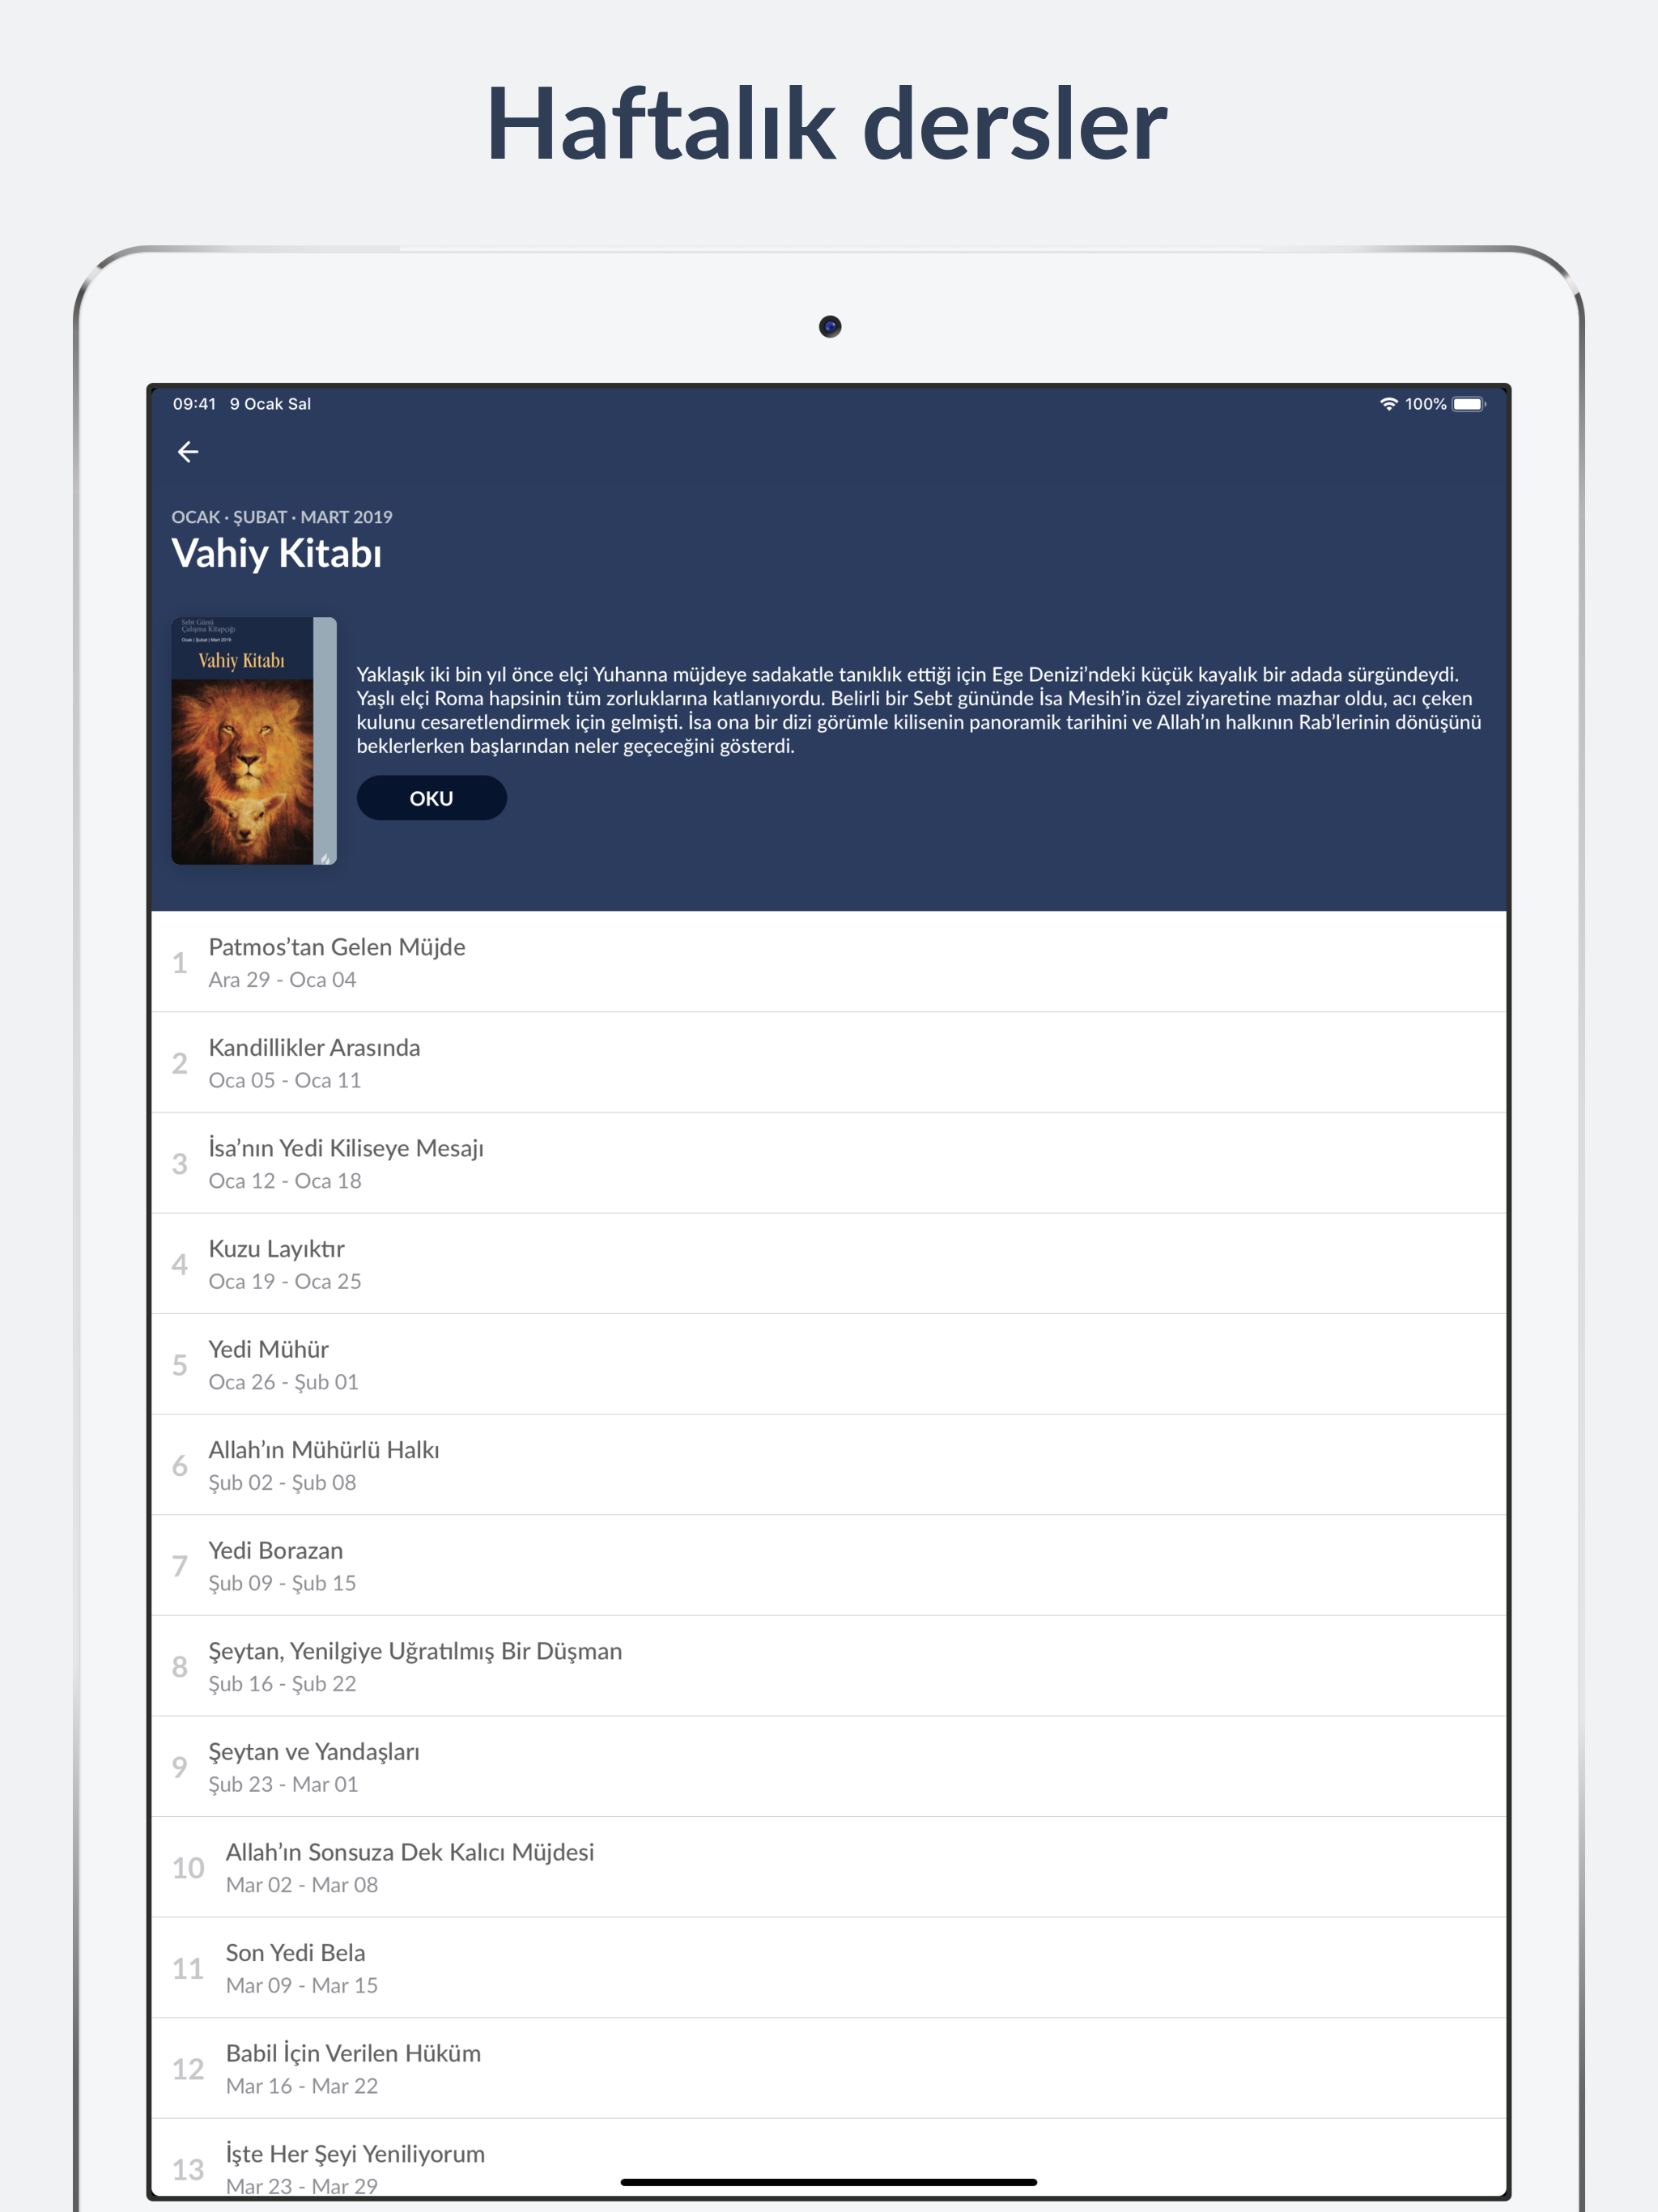 Haftalık dersler
09:41 9 Ocak Sal
100%
OCAK · ŞUBAT · MART 2019
Vahiy Kitabı
Sebt Günü
Çalışma Kitapçığı
Ocak | Şubat | Mart 2019
Vahiy Kitabı
Yaklaşık iki bin yıl önce elçi Yuhanna müjdeye sadakatle tanıklık ettiği için Ege Denizi’ndeki küçük kayalık bir adada sürgündeydi.
Yaşlı elçi Roma hapsinin tüm zorluklarına katlanıyordu. Belirli bir Sebt gününde İsa Mesih’in özel ziyaretine mazhar oldu, acı çeken
kulunu cesaretlendirmek için gelmişti. İsa ona bir dizi görümle kilisenin panoramik tarihini ve Allah’ın halkının Rab’lerinin dönüşünü
beklerlerken başlarından neler geçeceğini gösterdi.
OKU
1
Patmos’tan Gelen Müjde
Ara 29 - Oca 04
2
Kandillikler Arasında
Oca 05 - Oca 11
3
İsa’nın Yedi Kiliseye Mesajı
Oca 12 - Oca 18
4
Kuzu Layıktır
Oca 19 - Oca 25
5
Yedi Mühür
Oca 26 - Şub 01
6
Allah’ın Mühürlü Halkı
Şub 02 - Şub 08
7
Yedi Borazan
Şub 09 - Şub 15
8
Şeytan, Yenilgiye Uğratılmış Bir Düşman
Şub 16 - Şub 22
9
Şeytan ve Yandaşları
Şub 23 - Mar 01
10
Allah’ın Sonsuza Dek Kalıcı Müjdesi
Mar 02 - Mar 08
11
Son Yedi Bela
Mar 09 - Mar 15
12
Babil İçin Verilen Hüküm
Mar 16 - Mar 22
13
İşte Her Şeyi Yeniliyorum
Mar 23 - Mar 29